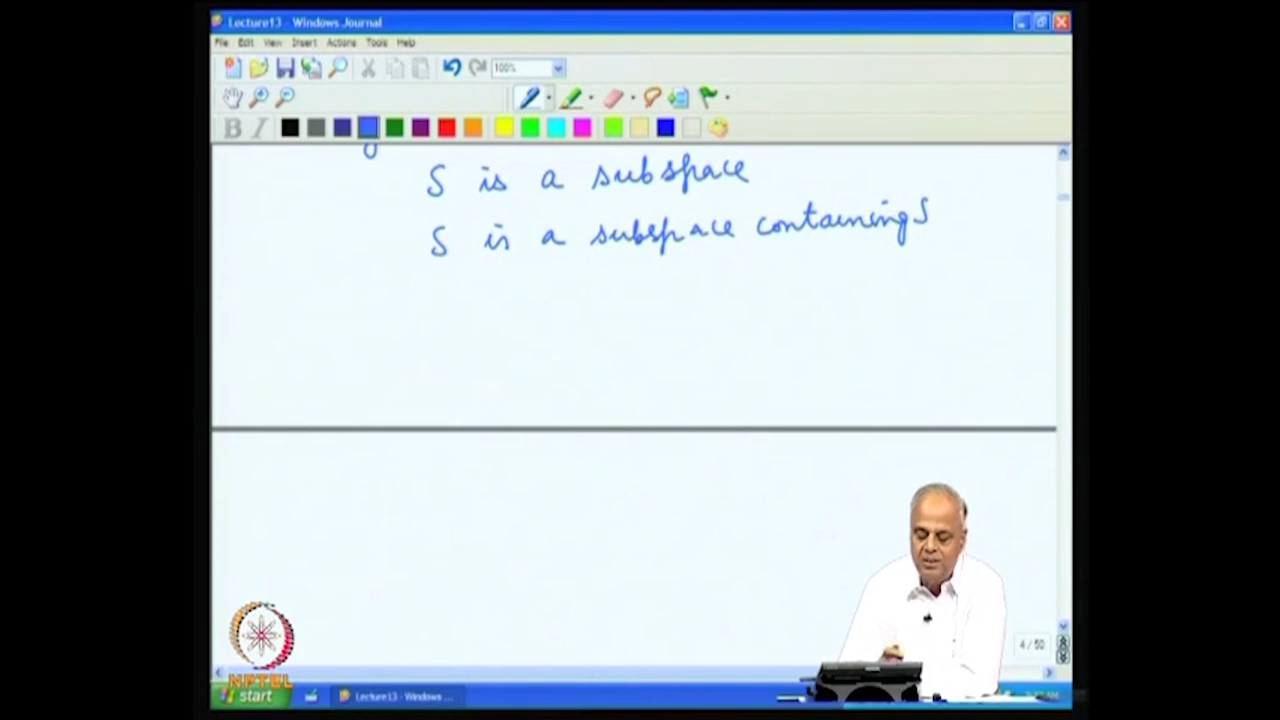 Lecture13 - Windows Journal
File Edit View Insert Actions Tools Help
100%
B I
S is a subspace
S is a subspace containing S
4 / 50
NPTEL
start
Lecture13 - Windows ...